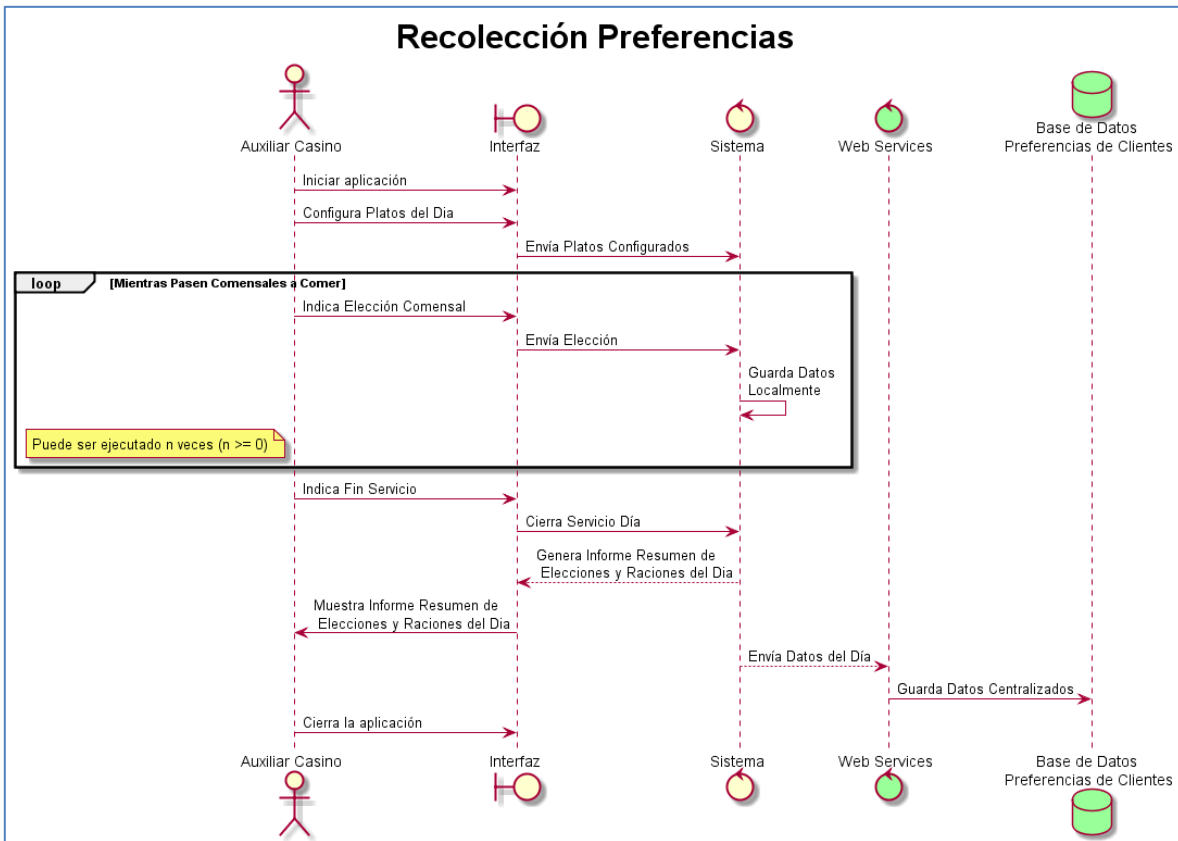 Recolección Preferencias
Auxiliar Casino
Interfaz
Sistema
Web Services
Base de Datos
Preferencias de Clientes
Iniciar aplicación
Configura Platos del Dia
Envía Platos Configurados
loop
[Mientras Pasen Comensales a Comer]
Indica Elección Comensal
Envía Elección
Guarda Datos
Localmente
Puede ser ejecutado n veces (n >= 0)
Indica Fin Servicio
Cierra Servicio Día
Genera Informe Resumen de
Elecciones y Raciones del Dia
Muestra Informe Resumen de
Elecciones y Raciones del Dia
Envía Datos del Día
Guarda Datos Centralizados
Cierra la aplicación
Auxiliar Casino
Interfaz
Sistema
Web Services
Base de Datos
Preferencias de Clientes